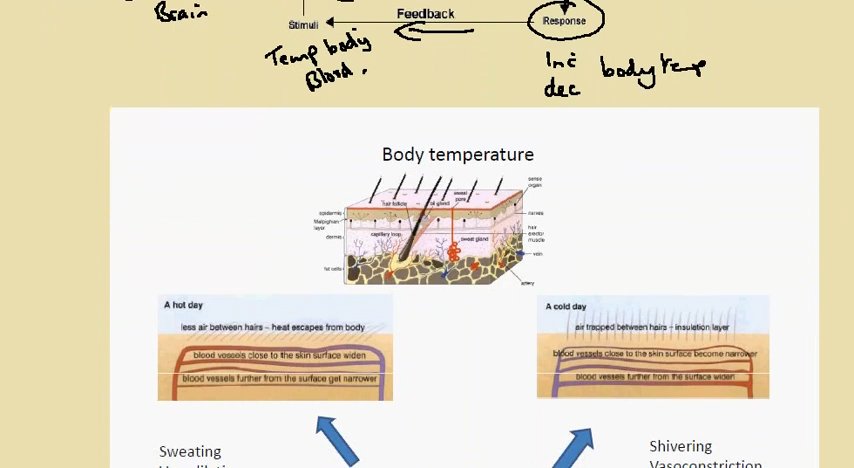 Brain
Feedback
Stimuli
Response
Temp body
Blood.
Inc
dec
body temp
Body temperature
sense
organ
sweat
pore
hair follicle
oil gland
epidermis
Malpighian
layer
nerves
hair
erector
muscle
dermis
capillary loop
sweat gland
vein
fat cells
artery
A hot day
less air between hairs – heat escapes from body
blood vessels close to the skin surface widen
blood vessels further from the surface get narrower
A cold day
air trapped between hairs – insulation layer
blood vessels close to the skin surface become narrower
blood vessels further from the surface widen
Sweating
Shivering
Vasoconstriction